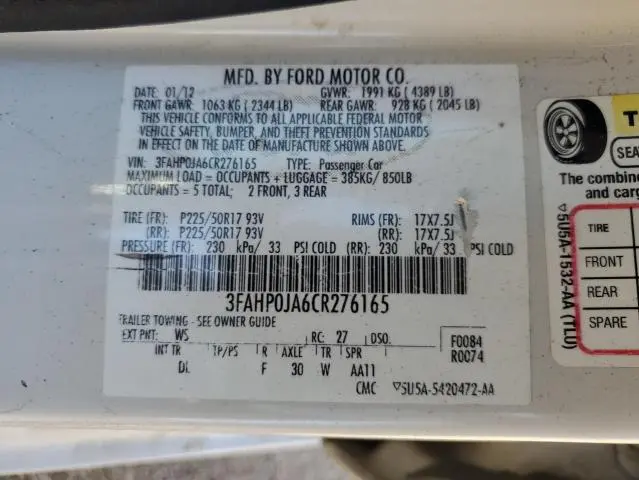 MFD. BY FORD MOTOR CO.
DATE: 01/12 GVWR: 1991 KG ( 4389 LB)
FRONT GAWR: 1063 KG ( 2344 LB) REAR GAWR: 928 KG ( 2045 LB)
THIS VEHICLE CONFORMS TO ALL APPLICABLE FEDERAL MOTOR
VEHICLE SAFETY, BUMPER, AND THEFT PREVENTION STANDARDS
IN EFFECT ON THE DATE OF MANUFACTURE SHOWN ABOVE.
VIN: 3FAHP0JA6CR276165 TYPE: Passenger Car
MAXIMUM LOAD = OCCUPANTS + LUGGAGE = 385KG/ 850LB
OCCUPANTS = 5 TOTAL; 2 FRONT, 3 REAR
TIRE (FR): P225/50R17 93V RIMS (FR): 17X7.5J
(RR): P225/50R17 93V (RR): 17X7.5J
PRESSURE (FR): 230 kPa/ 33 PSI COLD (RR): 230 kPa/ 33 PSI COLD
3FAHP0JA6CR276165
TRAILER TOWING - SEE OWNER GUIDE
EXT PNT: WS RC: 27 DSO: F0084
R0074
INT TR TP/PS R AXLE TR SPR
DL F 30 W AA11
CMC ▽5U5A-5420472-AA
▽5U5A-1532-AA (TLU)
T
SEA
The combine
and carg
TIRE
FRONT
REAR
SPARE